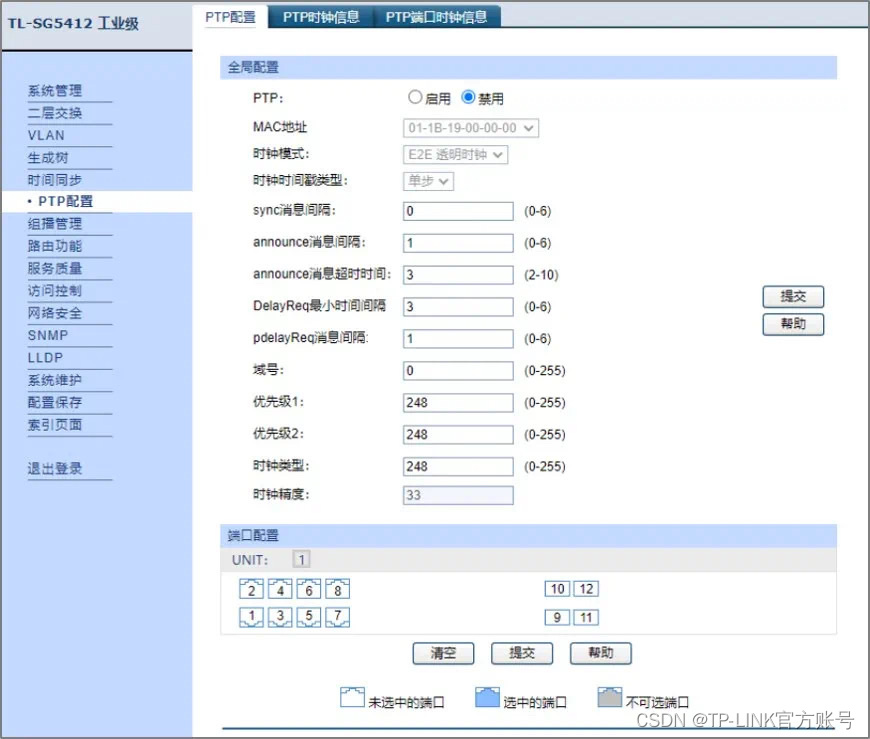 TL-SG5412 工业级
PTP配置 PTP时钟信息 PTP端口时钟信息
系统管理
二层交换
VLAN
生成树
时间同步
• PTP配置
组播管理
路由功能
服务质量
访问控制
网络安全
SNMP
LLDP
系统维护
配置保存
索引页面
退出登录
全局配置
PTP: 启用 禁用
MAC地址 01-1B-19-00-00-00
时钟模式: E2E 透明时钟
时钟时间戳类型: 单步
sync消息间隔: 0 (0-6)
announce消息间隔: 1 (0-6)
announce消息超时时间: 3 (2-10)
DelayReq最小时间间隔 3 (0-6)
pdelayReq消息间隔: 1 (0-6)
域号: 0 (0-255)
优先级1: 248 (0-255)
优先级2: 248 (0-255)
时钟类型: 248 (0-255)
时钟精度: 33
提交
帮助
端口配置
UNIT: 1
2 4 6 8 10 12
1 3 5 7 9 11
清空 提交 帮助
未选中的端口 选中的端口 不可选端口
CSDN @TP-LINK官方账号